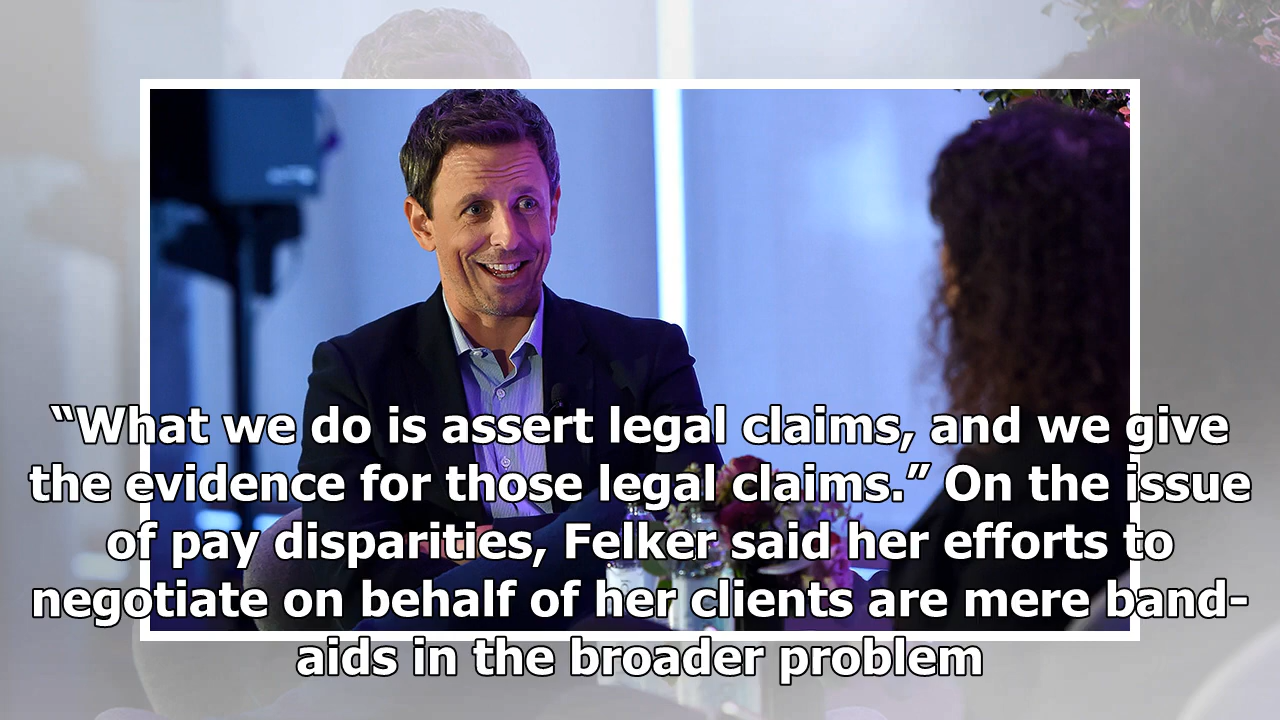 “What we do is assert legal claims, and we give
the evidence for those legal claims.” On the issue
of pay disparities, Felker said her efforts to
negotiate on behalf of her clients are mere band-
aids in the broader problem